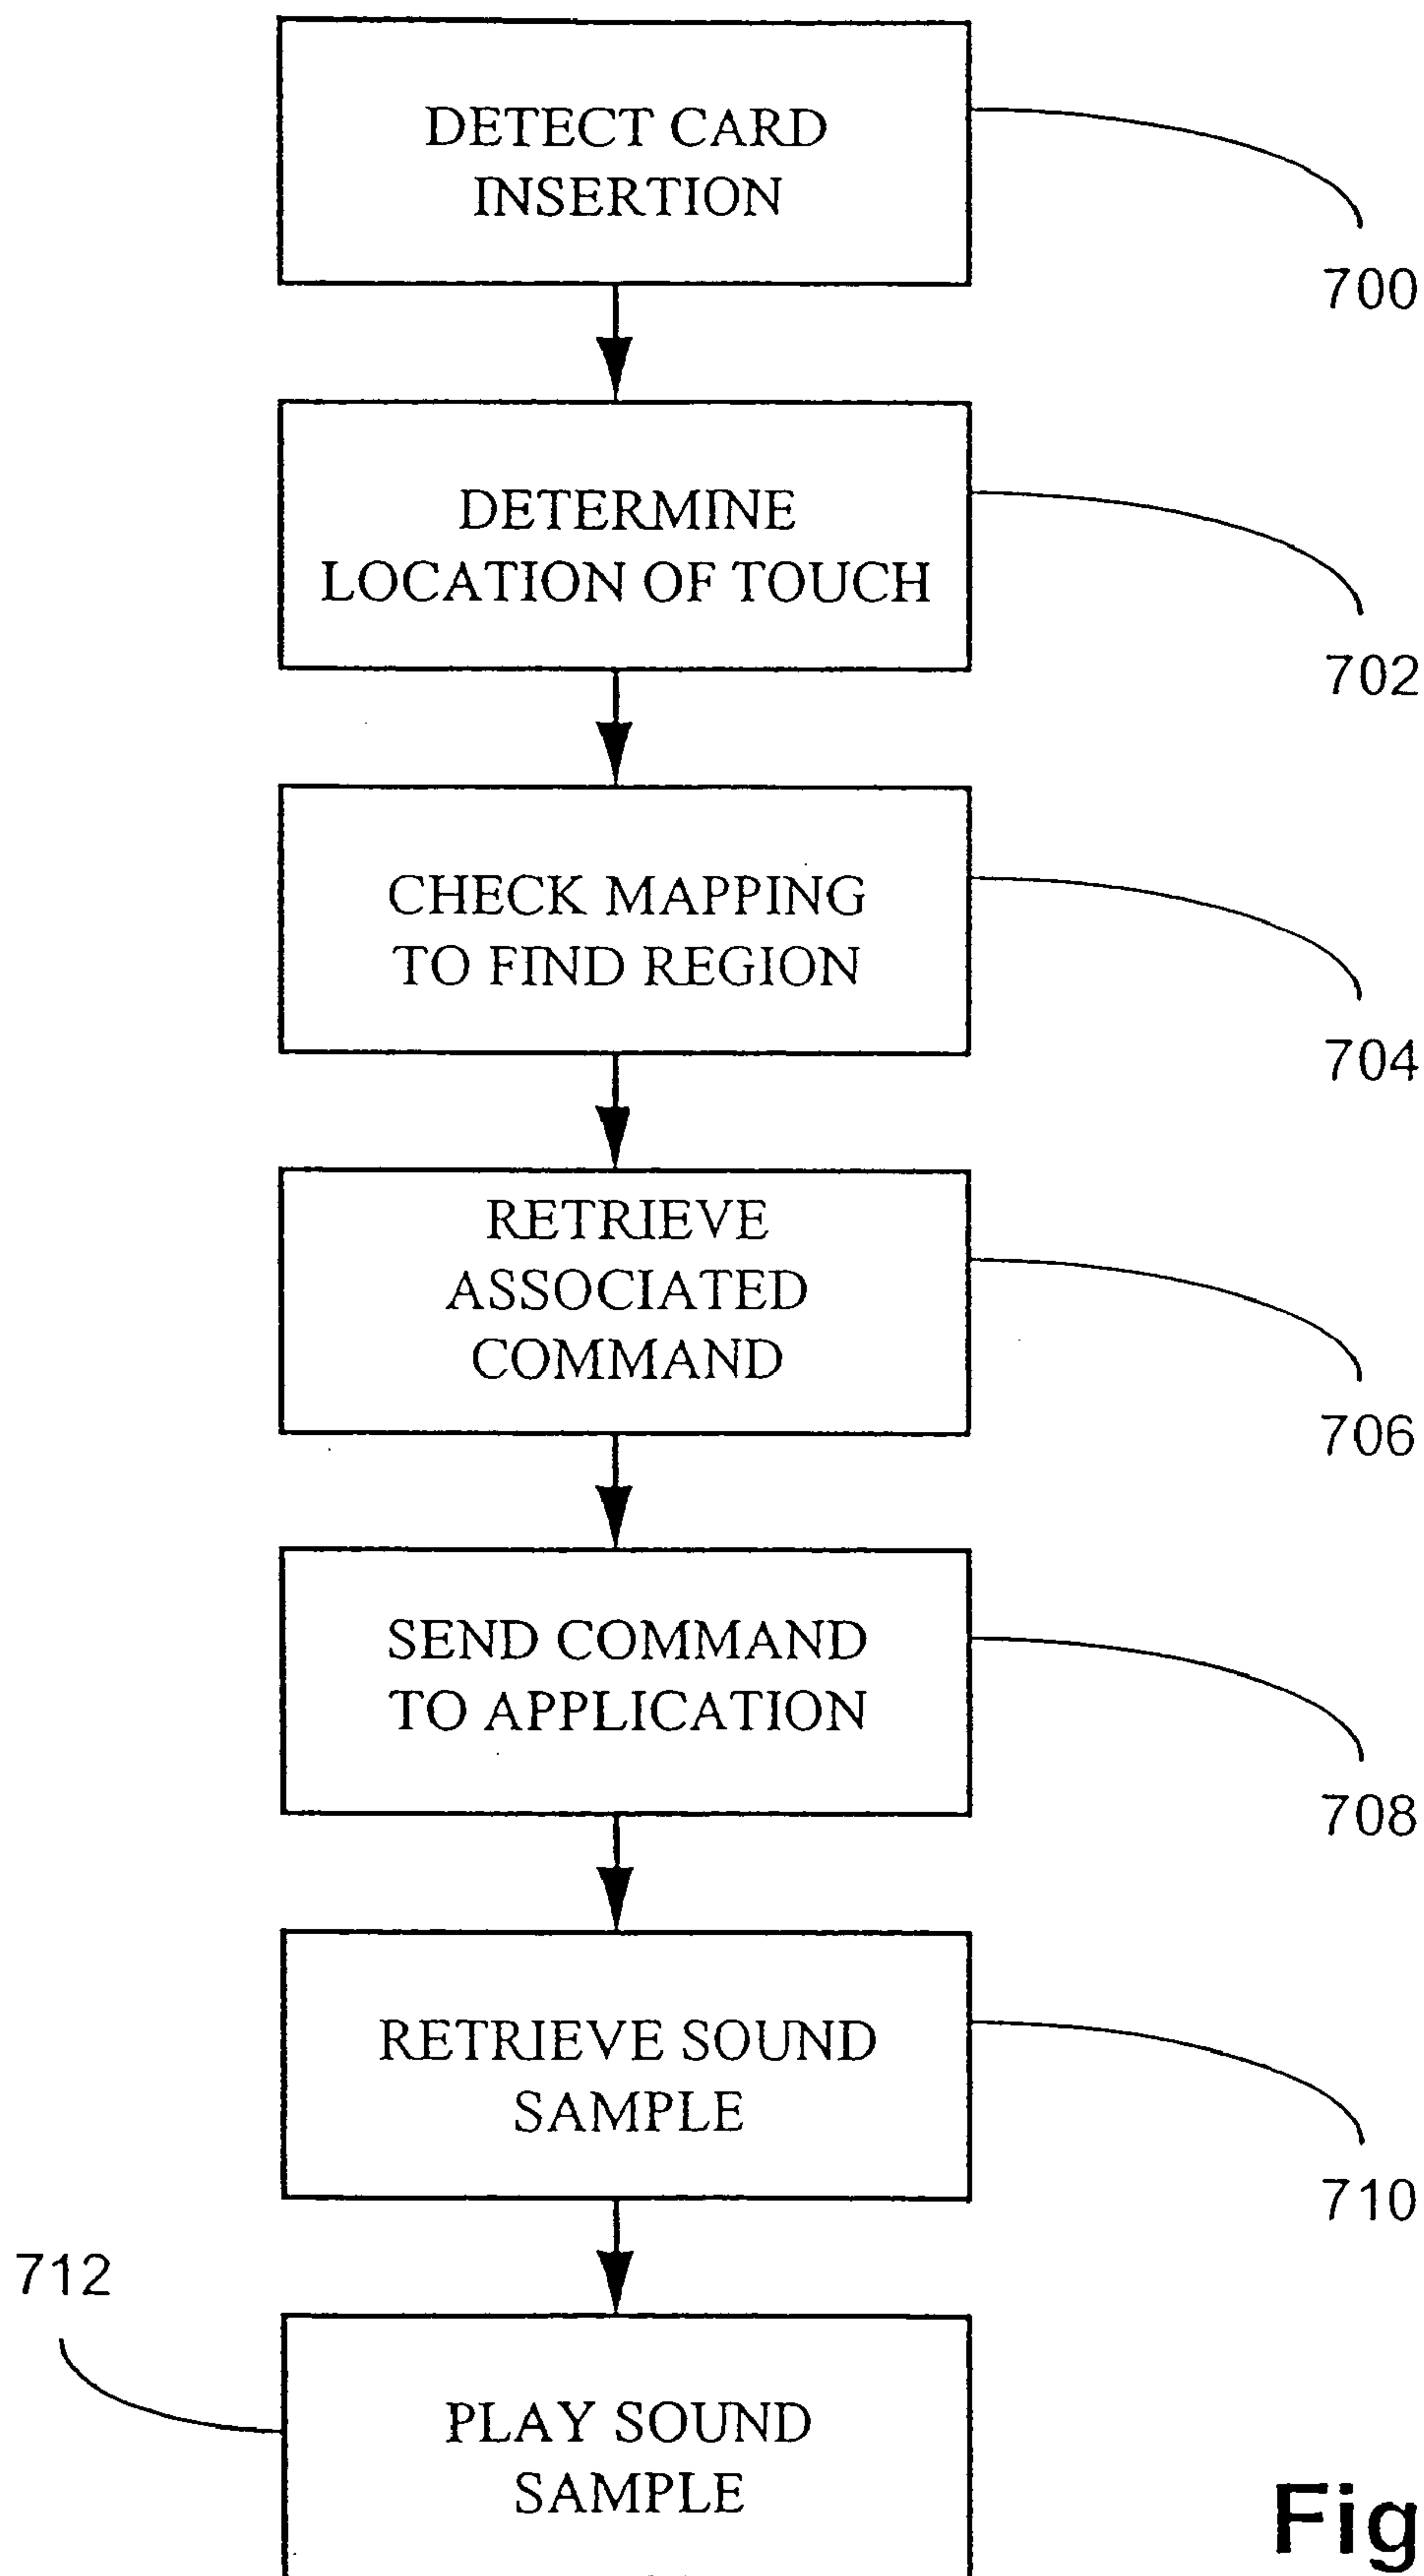 DETECT CARD
INSERTION
700
DETERMINE
LOCATION OF TOUCH
702
CHECK MAPPING
TO FIND REGION
704
RETRIEVE
ASSOCIATED
COMMAND
706
SEND COMMAND
TO APPLICATION
708
RETRIEVE SOUND
SAMPLE
710
712
PLAY SOUND
SAMPLE
Fig